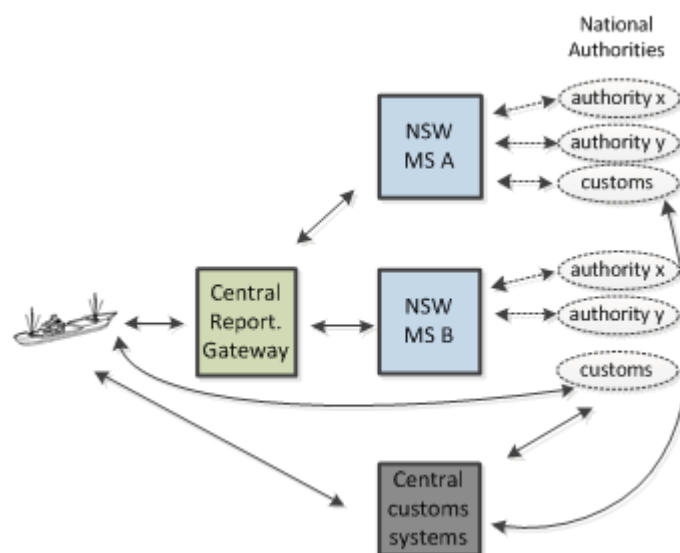 National
Authorities
authority x
NSW
MS A
authority y
customs
authority x
Central
Report.
Gateway
NSW
MS B
authority y
customs
Central
customs
systems